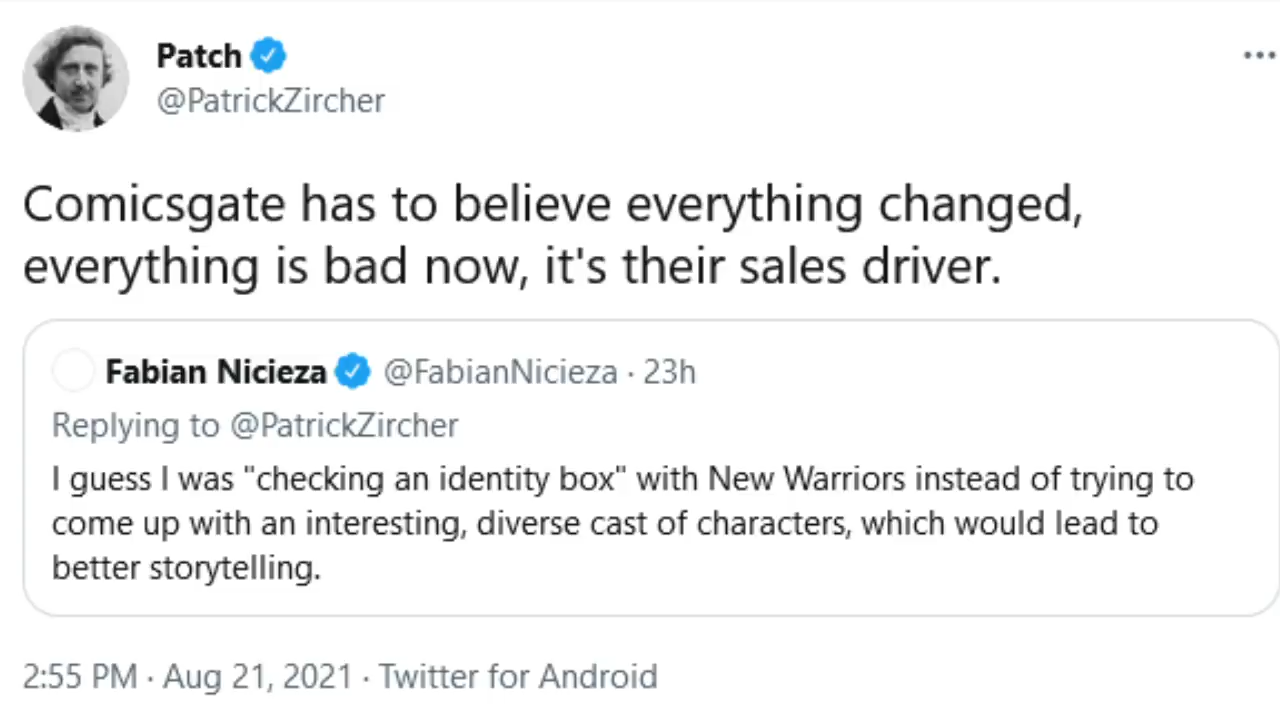 Patch
@PatrickZircher
Comicsgate has to believe everything changed,
everything is bad now, it's their sales driver.
Fabian Nicieza @FabianNicieza · 23h
Replying to @PatrickZircher
I guess I was "checking an identity box" with New Warriors instead of trying to
come up with an interesting, diverse cast of characters, which would lead to
better storytelling.
2:55 PM · Aug 21, 2021 · Twitter for Android